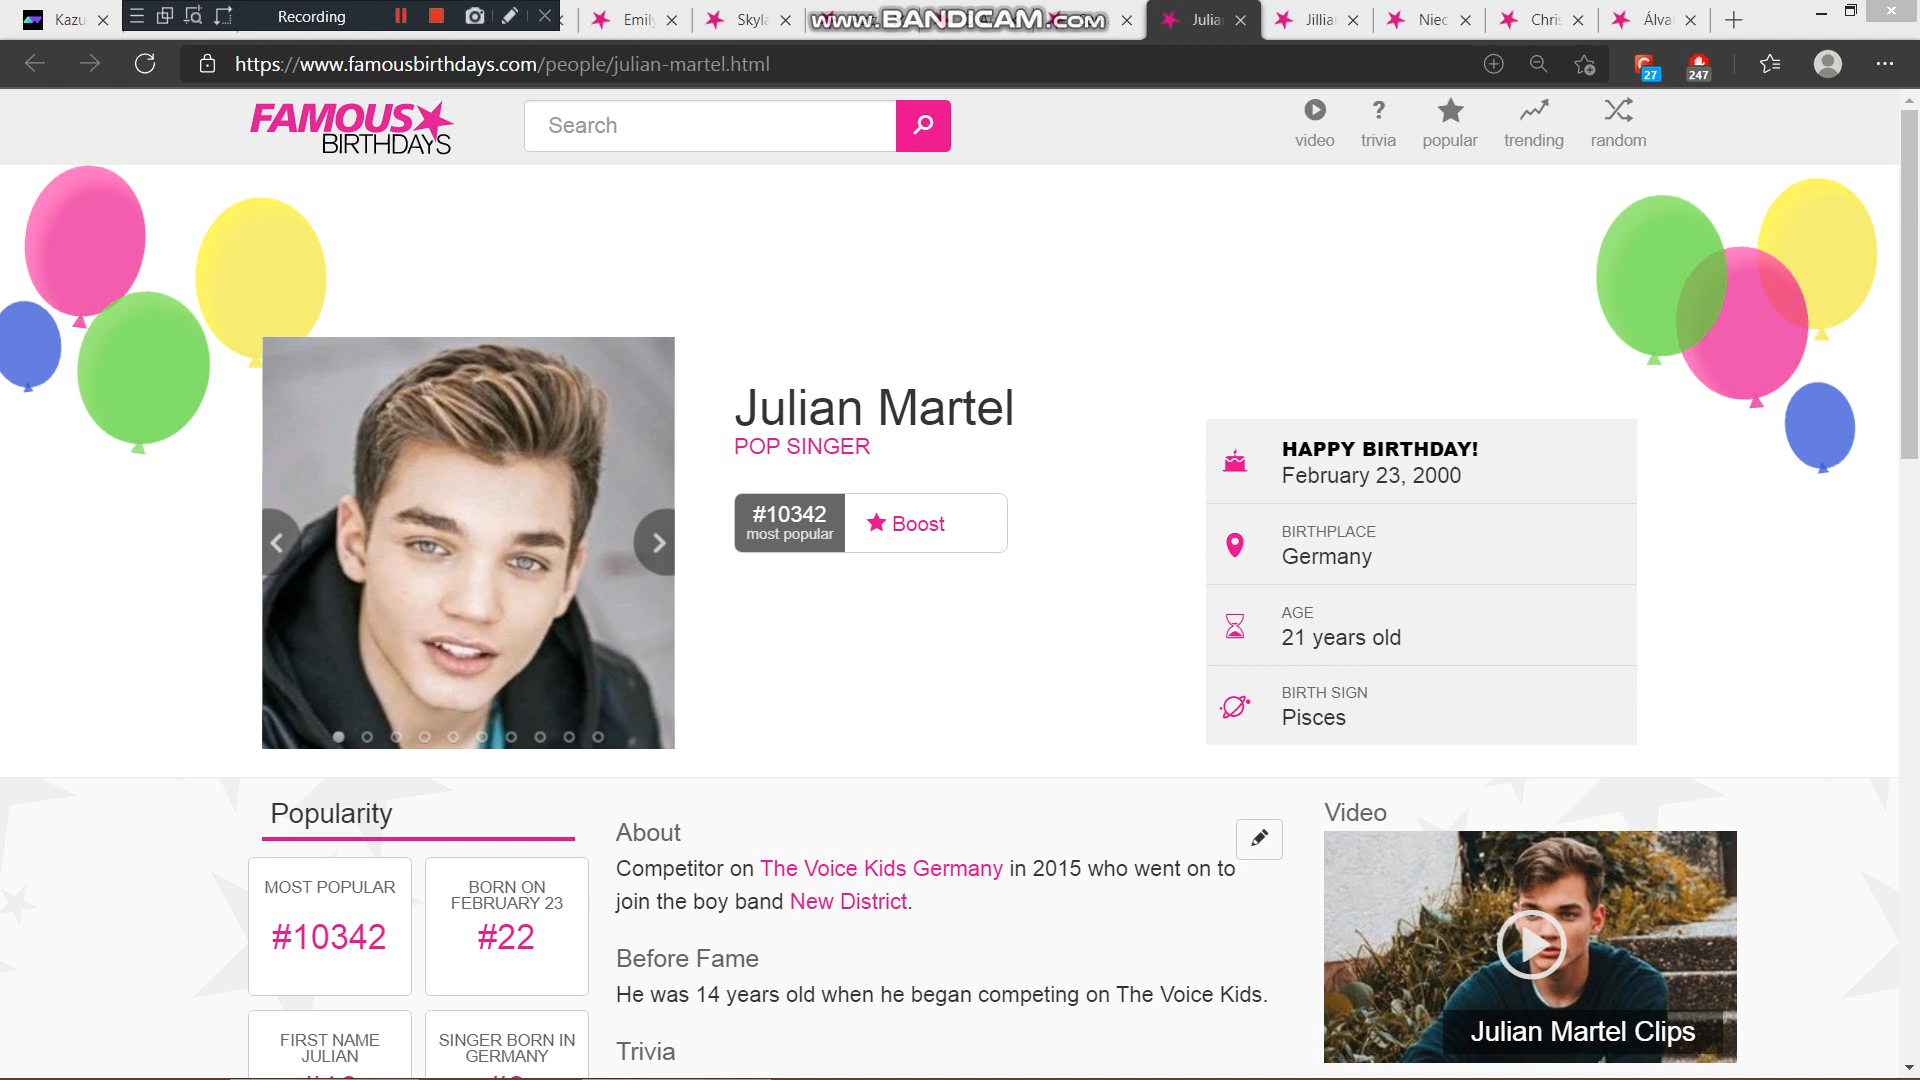 Kazu
Recording
Emily
Skyla
www.BANDICAM.com
Julia
Jillia
Niec
Chris
Álva
https://www.famousbirthdays.com/people/julian-martel.html
27
247
FAMOUS
BIRTHDAYS
Search
video
trivia
popular
trending
random
Julian Martel
POP SINGER
#10342
most popular
Boost
HAPPY BIRTHDAY!
February 23, 2000
BIRTHPLACE
Germany
AGE
21 years old
BIRTH SIGN
Pisces
Popularity
MOST POPULAR
#10342
BORN ON
FEBRUARY 23
#22
FIRST NAME
JULIAN
SINGER BORN IN
GERMANY
About
Competitor on The Voice Kids Germany in 2015 who went on to
join the boy band New District.
Before Fame
He was 14 years old when he began competing on The Voice Kids.
Trivia
Video
Julian Martel Clips